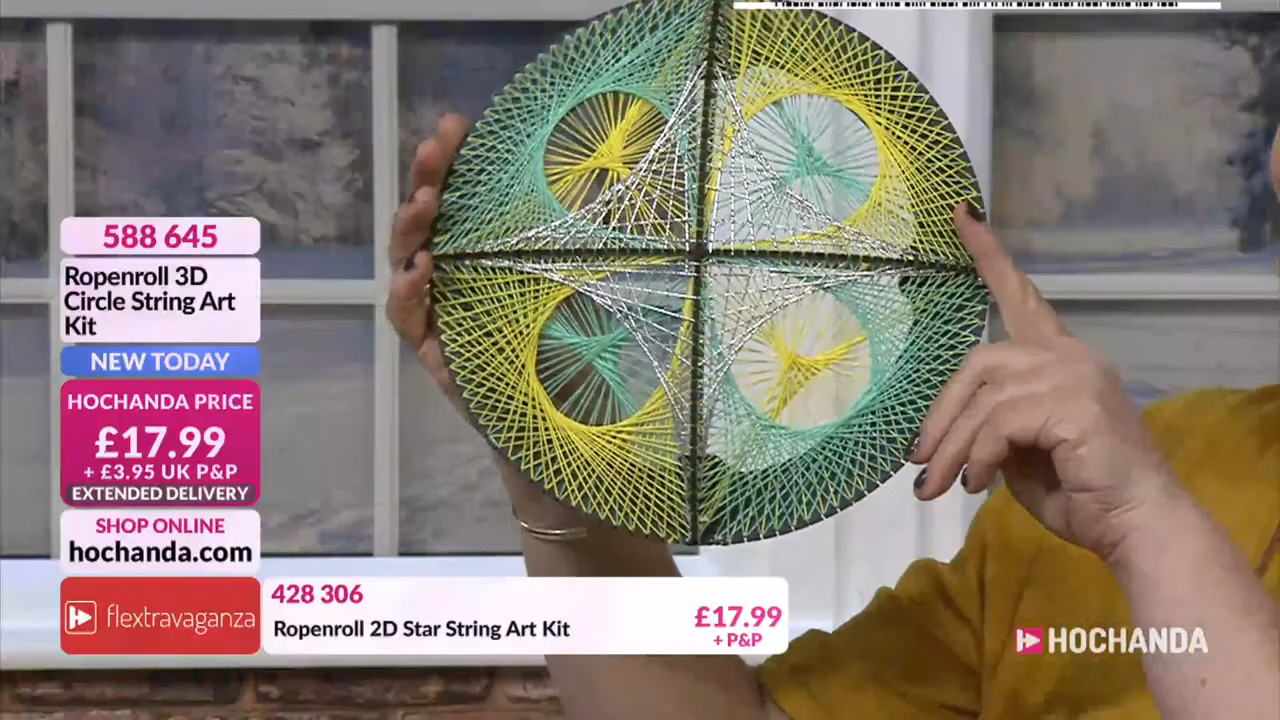 588 645
Ropenroll 3D
Circle String Art
Kit
NEW TODAY
HOCHANDA PRICE
£17.99
+ £3.95 UK P&P
EXTENDED DELIVERY
SHOP ONLINE
hochanda.com
flextravaganza
428 306
Ropenroll 2D Star String Art Kit
£17.99
+ P&P
HOCHANDA